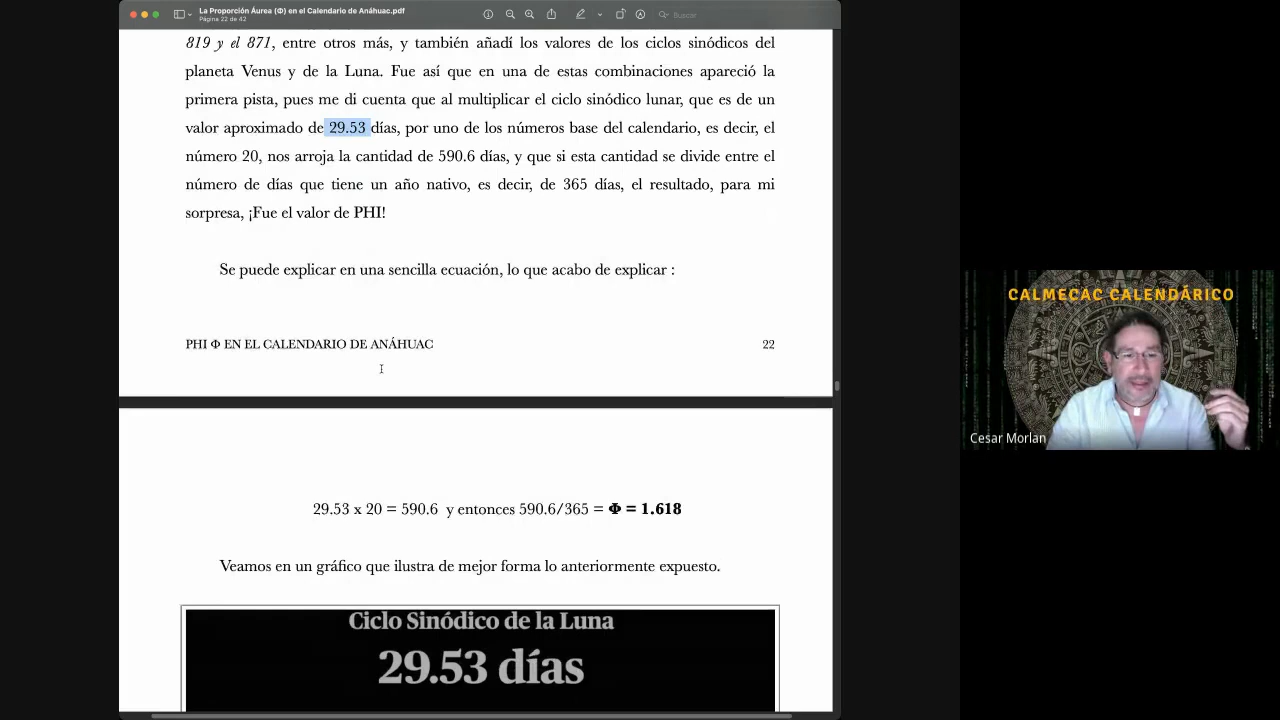 La Proporción Áurea (Φ) en el Calendario de Anáhuac.pdf
Página 22 de 42
Buscar
819 y el 871, entre otros más, y también añadí los valores de los ciclos sinódicos del
planeta Venus y de la Luna. Fue así que en una de estas combinaciones apareció la
primera pista, pues me di cuenta que al multiplicar el ciclo sinódico lunar, que es de un
valor aproximado de 29.53 días, por uno de los números base del calendario, es decir, el
número 20, nos arroja la cantidad de 590.6 días, y que si esta cantidad se divide entre el
número de días que tiene un año nativo, es decir, de 365 días, el resultado, para mi
sorpresa, ¡Fue el valor de PHI!
Se puede explicar en una sencilla ecuación, lo que acabo de explicar :
PHI Φ EN EL CALENDARIO DE ANÁHUAC 22
29.53 x 20 = 590.6 y entonces 590.6/365 = Φ = 1.618
Veamos en un gráfico que ilustra de mejor forma lo anteriormente expuesto.
Ciclo Sinódico de la Luna
29.53 días
CALMECAC CALENDÁRICO
Cesar Morlan